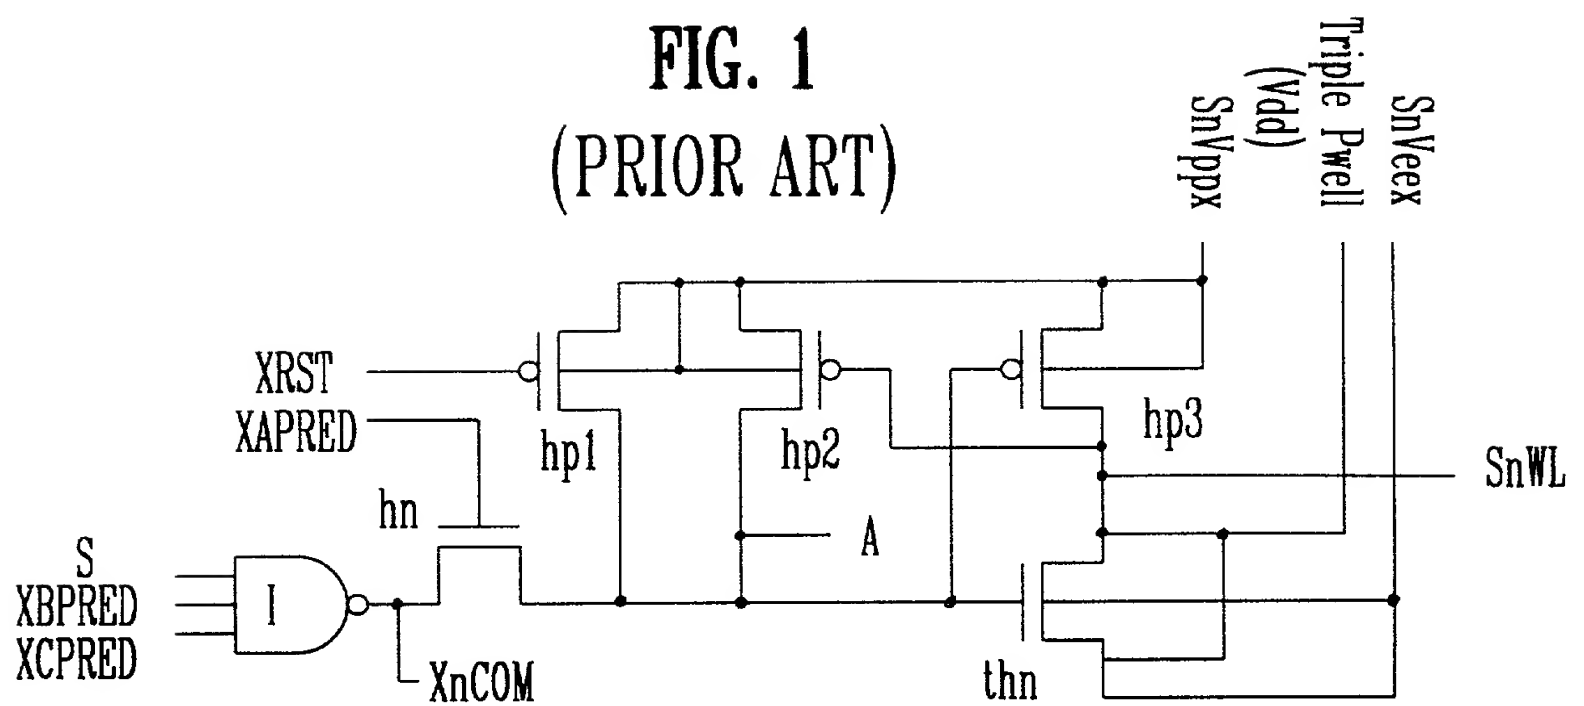 FIG. 1
(PRIOR ART)
SnVppx
Triple Pwell
(Vdd)
SnVeex
XRST
XAPRED
hp1
hp2
hp3
SnWL
hn
A
S
XBPRED
XCPRED
I
XnCOM
thn